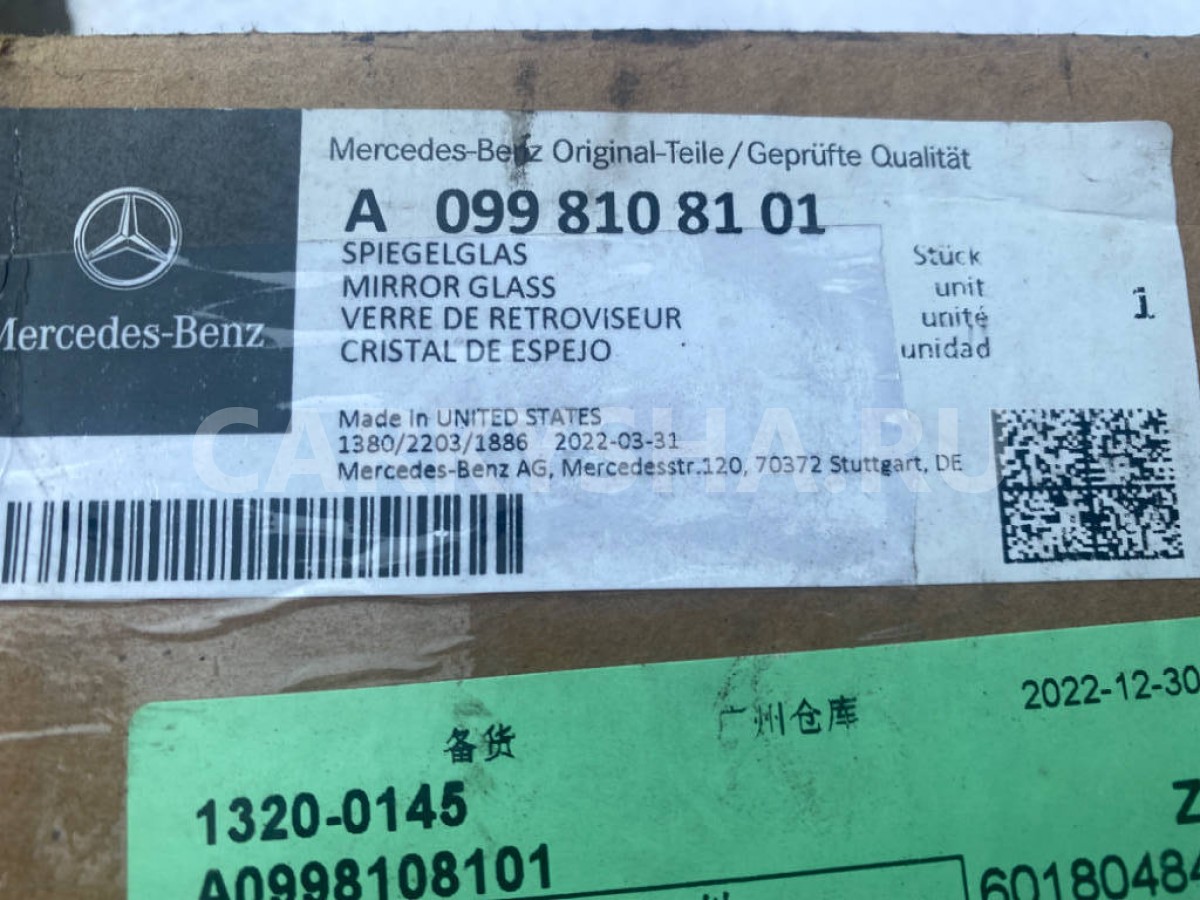 Mercedes-Benz Original-Teile/Geprüfte Qualität
A 099 810 81 01
SPIEGELGLAS
MIRROR GLASS
VERRE DE RETROVISEUR
CRISTAL DE ESPEJO
Stück
unit
unité
unidad
1
Mercedes-Benz
Made in UNITED STATES
1380/2203/1886 2022-03-31
Mercedes-Benz AG, Mercedesstr.120, 70372 Stuttgart, DE
备货
广州仓库
2022-12-30
1320-0145
Z
A0998108101
60180484